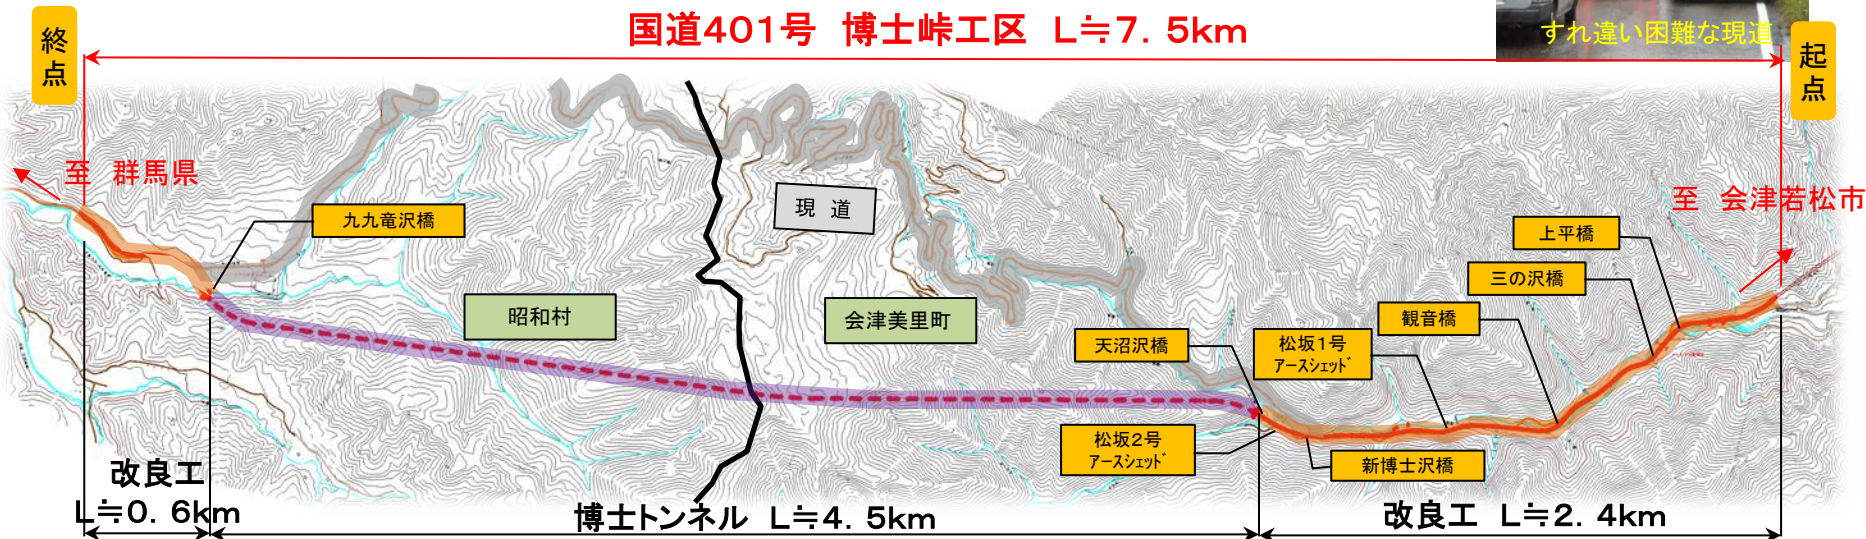 国道401号 博士峠工区 L≒7.5km
すれ違い困難な現道
終点
起点
至 群馬県
至 会津若松市
現 道
九九竜沢橋
上平橋
三の沢橋
観音橋
昭和村
会津美里町
天沼沢橋
松坂1号
アースシェッド
松坂2号
アースシェッド
新博士沢橋
改良工
L≒0.6km
博士トンネル L≒4.5km
改良工 L≒2.4km